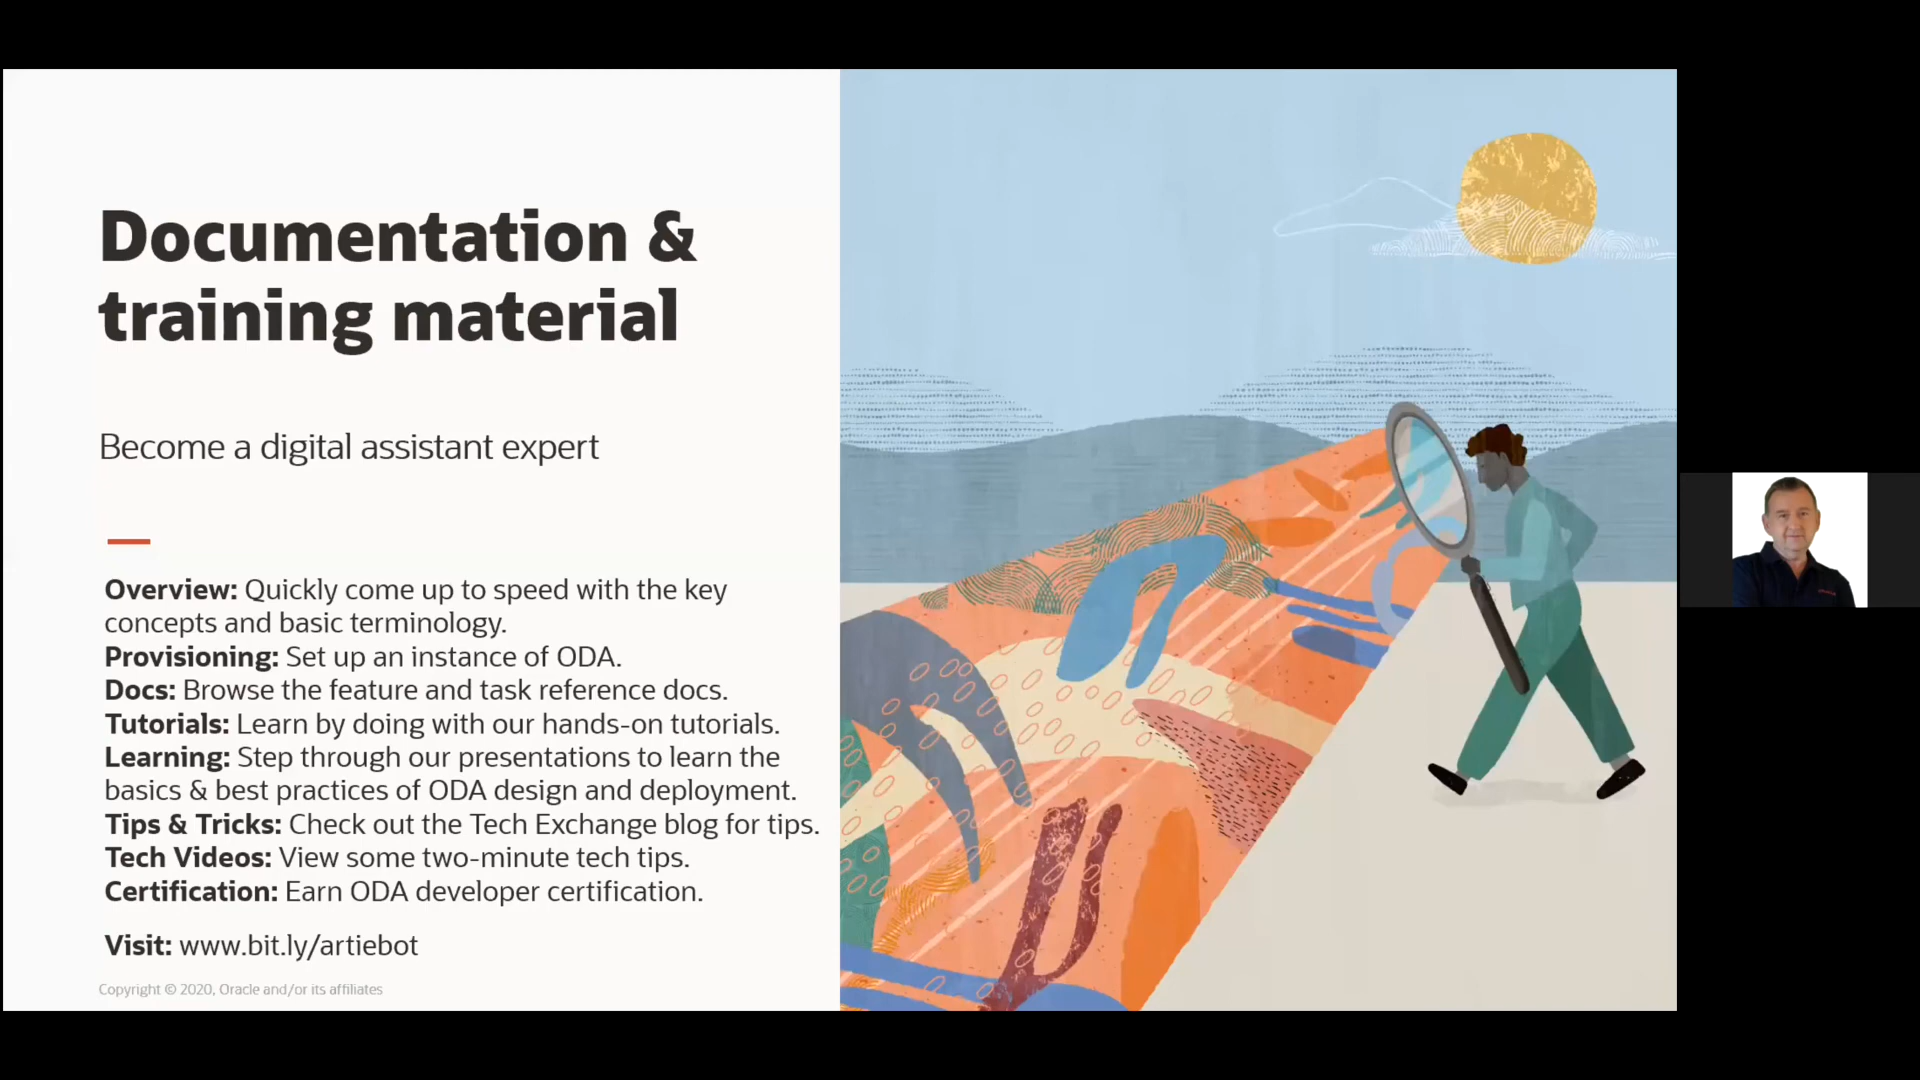 Documentation &
training material
Become a digital assistant expert
Overview: Quickly come up to speed with the key
concepts and basic terminology.
Provisioning: Set up an instance of ODA.
Docs: Browse the feature and task reference docs.
Tutorials: Learn by doing with our hands-on tutorials.
Learning: Step through our presentations to learn the
basics & best practices of ODA design and deployment.
Tips & Tricks: Check out the Tech Exchange blog for tips.
Tech Videos: View some two-minute tech tips.
Certification: Earn ODA developer certification.
Visit: www.bit.ly/artiebot
Copyright © 2020, Oracle and/or its affiliates